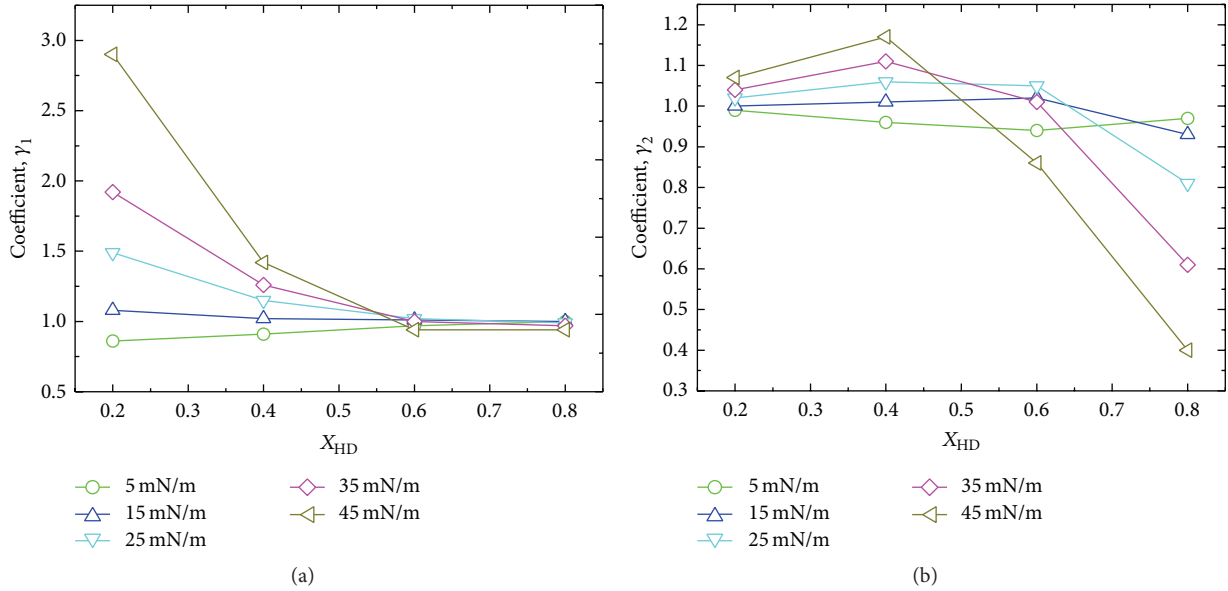 3.0
2.5
2.0
1.5
1.0
0.5
Coefficient, γ1
0.2 0.3 0.4 0.5 0.6 0.7 0.8
XHD
5 mN/m
15 mN/m
25 mN/m
35 mN/m
45 mN/m
(a)
1.2
1.1
1.0
0.9
0.8
0.7
0.6
0.5
0.4
0.3
Coefficient, γ2
0.2 0.3 0.4 0.5 0.6 0.7 0.8
XHD
5 mN/m
15 mN/m
25 mN/m
35 mN/m
45 mN/m
(b)